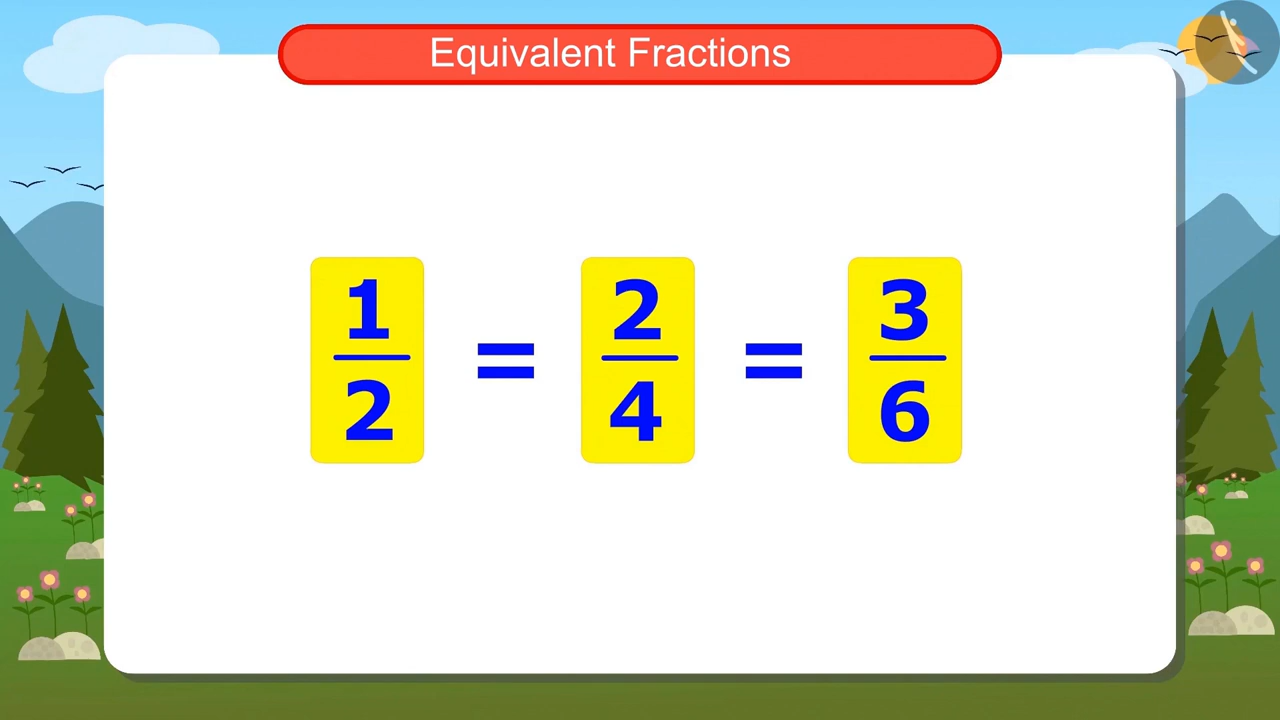 Equivalent Fractions
1/2 = 2/4 = 3/6